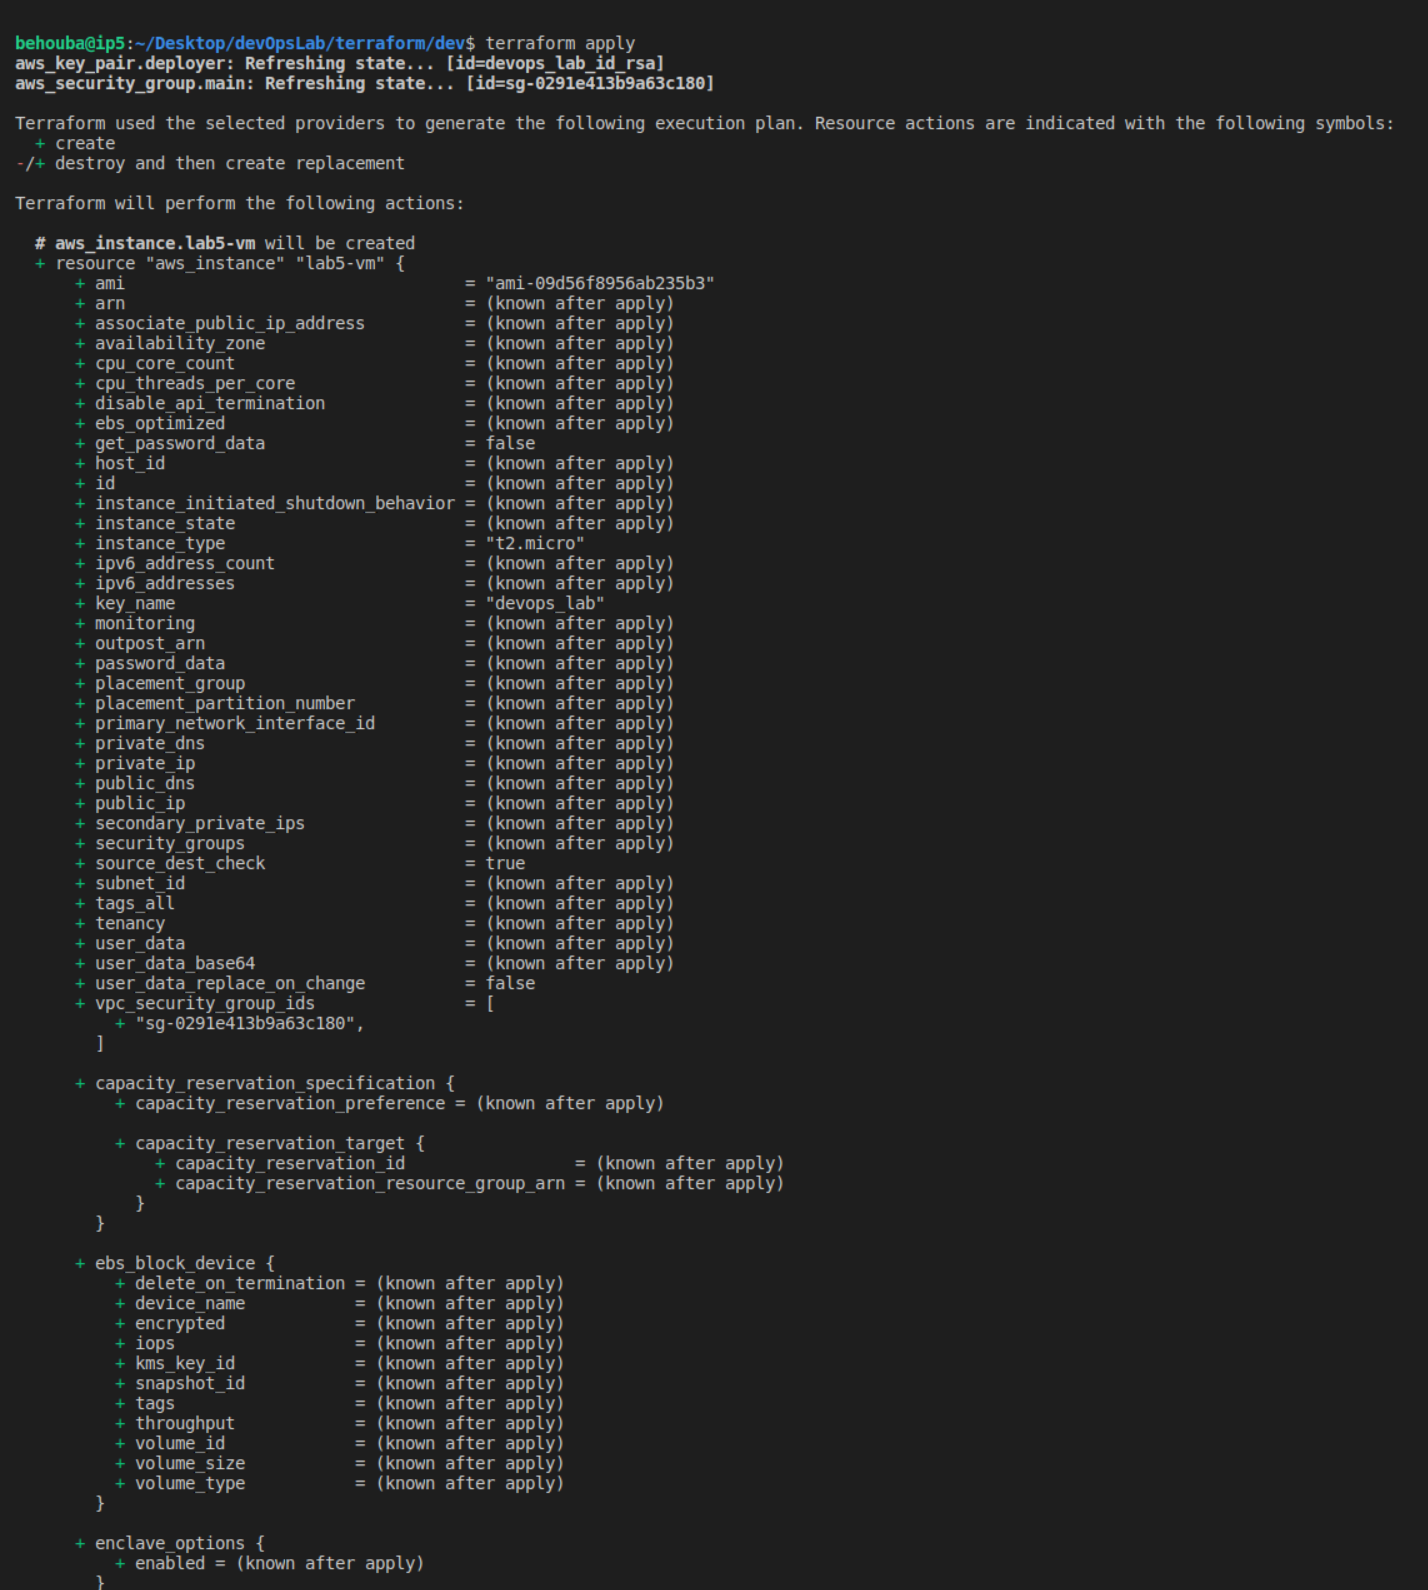 behouba@ip5:~/Desktop/devOpsLab/terraform/dev$ terraform apply
aws_key_pair.deployer: Refreshing state... [id=devops_lab_id_rsa]
aws_security_group.main: Refreshing state... [id=sg-0291e413b9a63c180]

Terraform used the selected providers to generate the following execution plan. Resource actions are indicated with the following symbols:
  + create
-/+ destroy and then create replacement

Terraform will perform the following actions:

  # aws_instance.lab5-vm will be created
  + resource "aws_instance" "lab5-vm" {
      + ami                                  = "ami-09d56f8956ab235b3"
      + arn                                  = (known after apply)
      + associate_public_ip_address          = (known after apply)
      + availability_zone                    = (known after apply)
      + cpu_core_count                       = (known after apply)
      + cpu_threads_per_core                 = (known after apply)
      + disable_api_termination              = (known after apply)
      + ebs_optimized                        = (known after apply)
      + get_password_data                    = false
      + host_id                              = (known after apply)
      + id                                   = (known after apply)
      + instance_initiated_shutdown_behavior = (known after apply)
      + instance_state                       = (known after apply)
      + instance_type                        = "t2.micro"
      + ipv6_address_count                   = (known after apply)
      + ipv6_addresses                       = (known after apply)
      + key_name                             = "devops_lab"
      + monitoring                           = (known after apply)
      + outpost_arn                          = (known after apply)
      + password_data                        = (known after apply)
      + placement_group                      = (known after apply)
      + placement_partition_number           = (known after apply)
      + primary_network_interface_id         = (known after apply)
      + private_dns                          = (known after apply)
      + private_ip                           = (known after apply)
      + public_dns                           = (known after apply)
      + public_ip                            = (known after apply)
      + secondary_private_ips                = (known after apply)
      + security_groups                      = (known after apply)
      + source_dest_check                    = true
      + subnet_id                            = (known after apply)
      + tags_all                             = (known after apply)
      + tenancy                              = (known after apply)
      + user_data                            = (known after apply)
      + user_data_base64                     = (known after apply)
      + user_data_replace_on_change          = false
      + vpc_security_group_ids               = [
          + "sg-0291e413b9a63c180",
        ]

      + capacity_reservation_specification {
          + capacity_reservation_preference = (known after apply)

          + capacity_reservation_target {
              + capacity_reservation_id                 = (known after apply)
              + capacity_reservation_resource_group_arn = (known after apply)
            }
        }

      + ebs_block_device {
          + delete_on_termination = (known after apply)
          + device_name           = (known after apply)
          + encrypted             = (known after apply)
          + iops                  = (known after apply)
          + kms_key_id            = (known after apply)
          + snapshot_id           = (known after apply)
          + tags                  = (known after apply)
          + throughput            = (known after apply)
          + volume_id             = (known after apply)
          + volume_size           = (known after apply)
          + volume_type           = (known after apply)
        }

      + enclave_options {
          + enabled = (known after apply)
        }